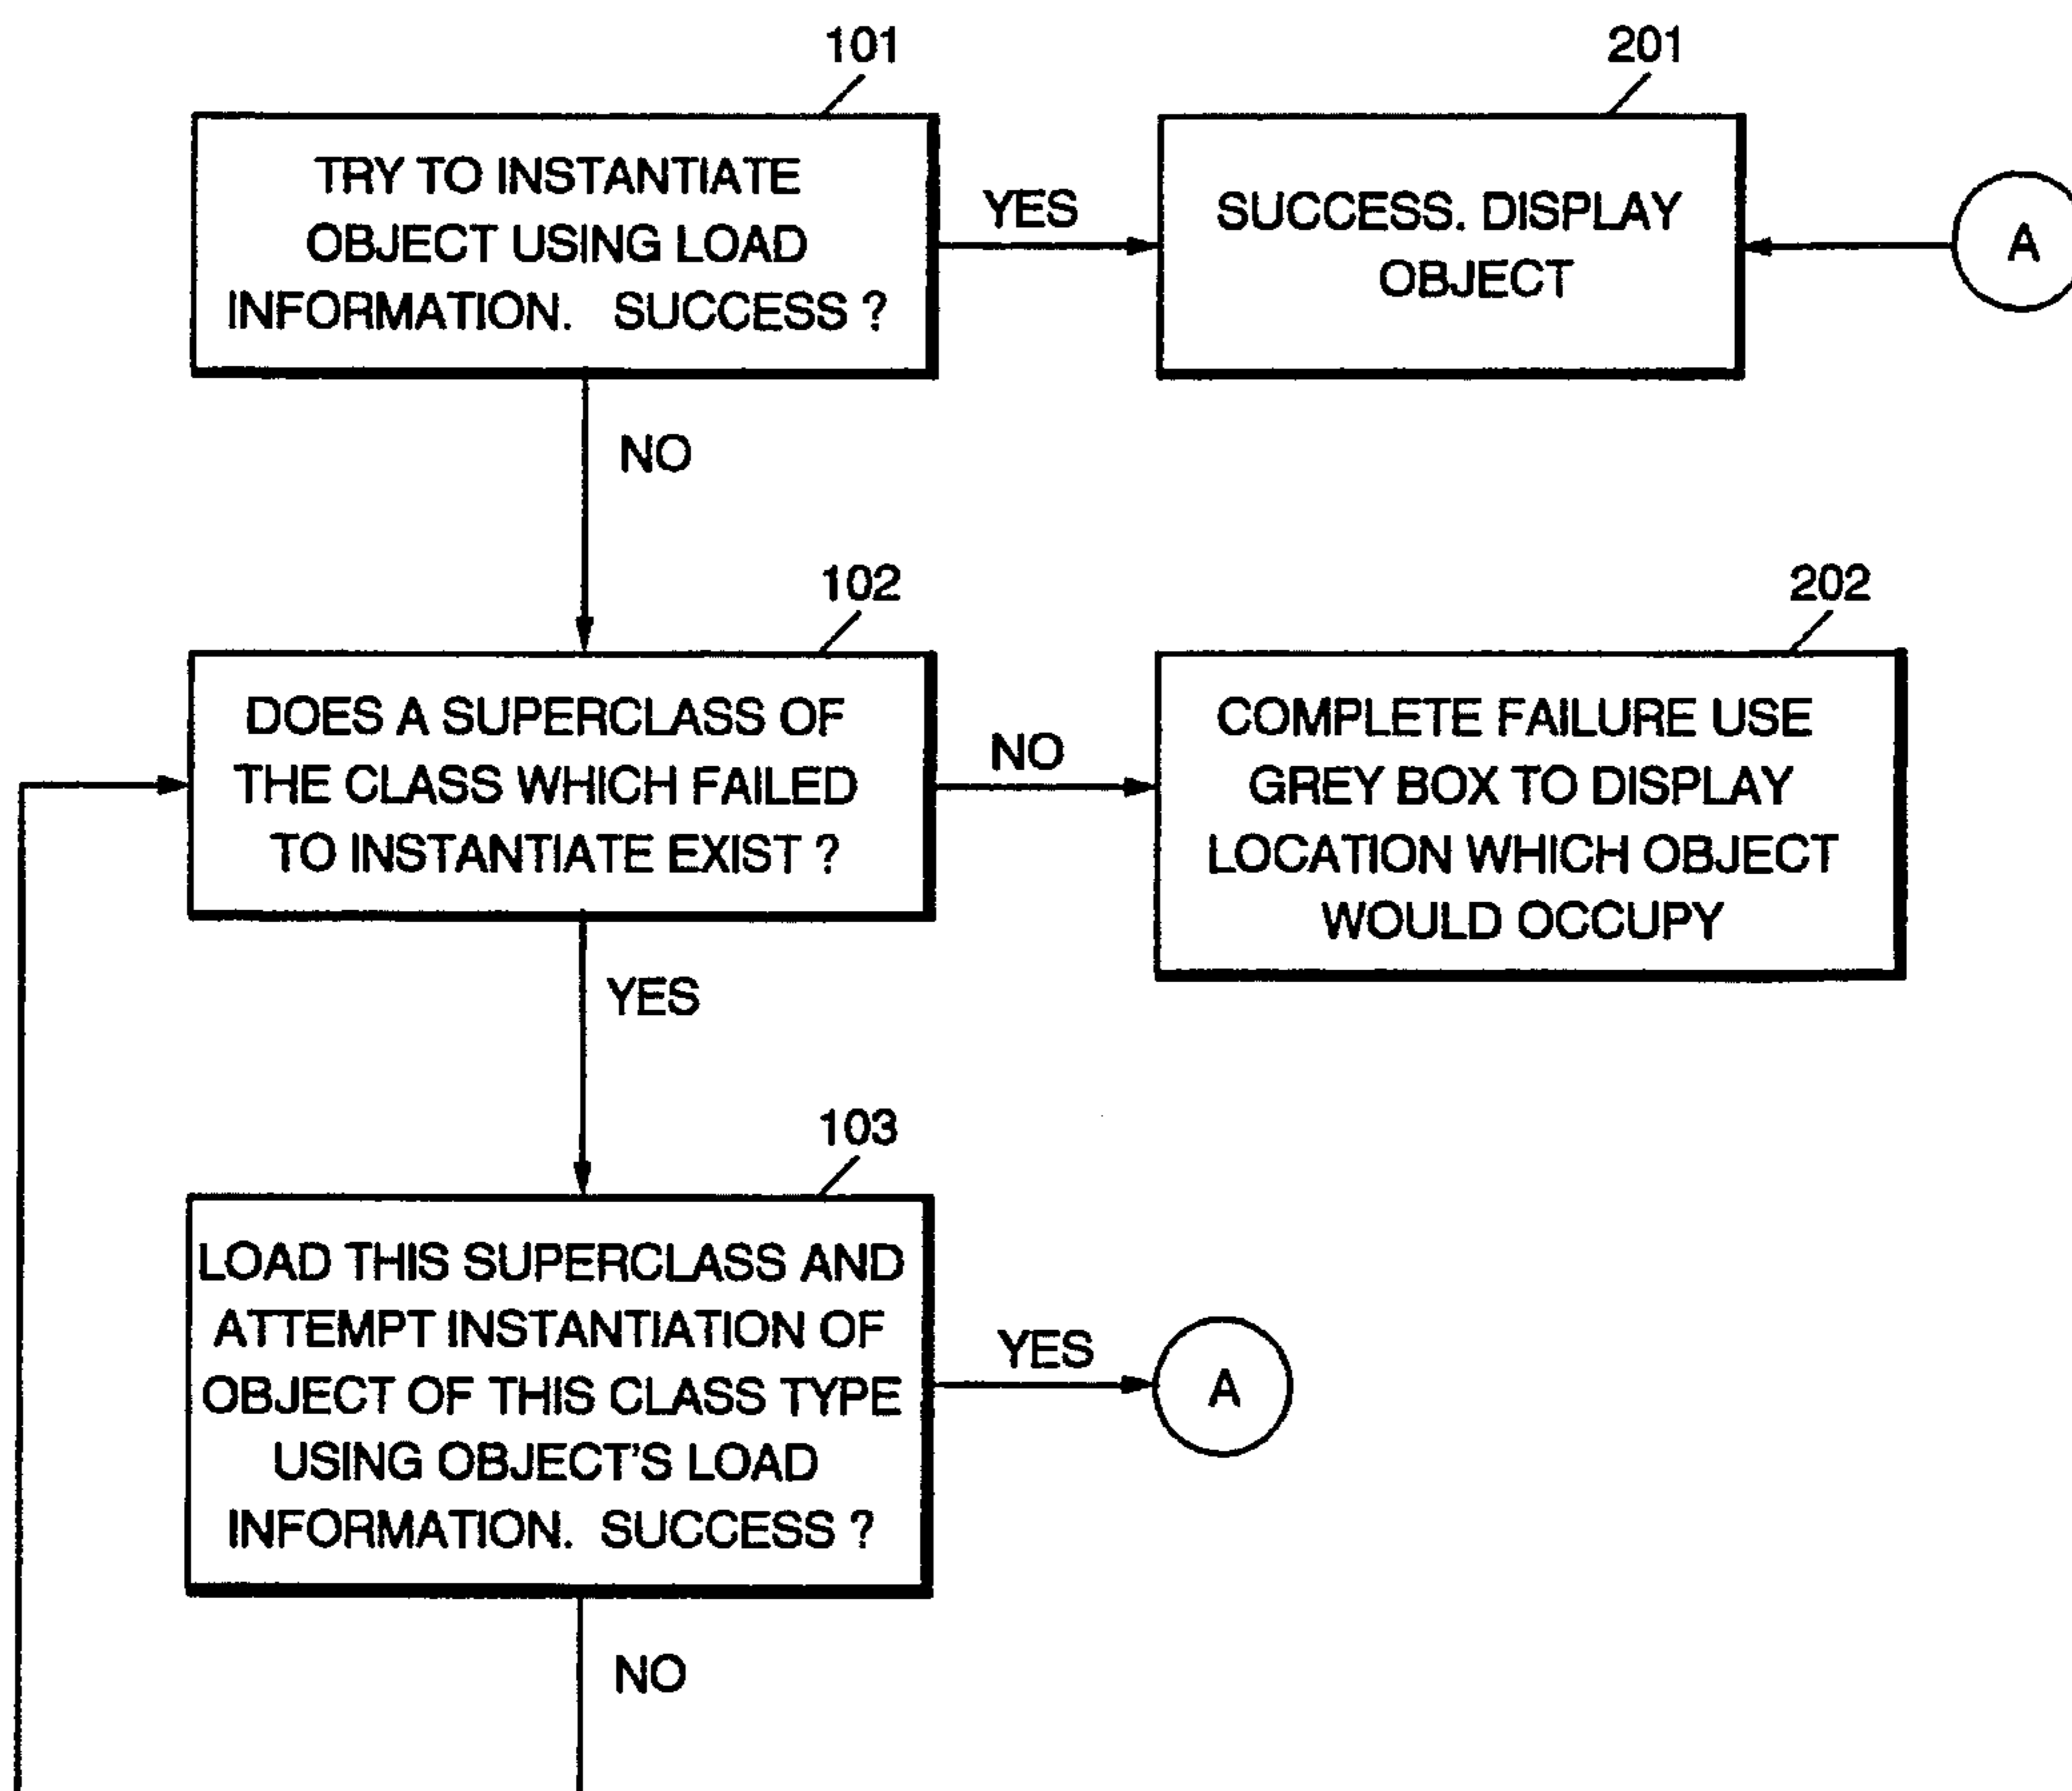 101
TRY TO INSTANTIATE
OBJECT USING LOAD
INFORMATION. SUCCESS ?
YES
201
SUCCESS. DISPLAY
OBJECT
A
NO
102
DOES A SUPERCLASS OF
THE CLASS WHICH FAILED
TO INSTANTIATE EXIST ?
NO
202
COMPLETE FAILURE USE
GREY BOX TO DISPLAY
LOCATION WHICH OBJECT
WOULD OCCUPY
YES
103
LOAD THIS SUPERCLASS AND
ATTEMPT INSTANTIATION OF
OBJECT OF THIS CLASS TYPE
USING OBJECT'S LOAD
INFORMATION. SUCCESS ?
YES
A
NO